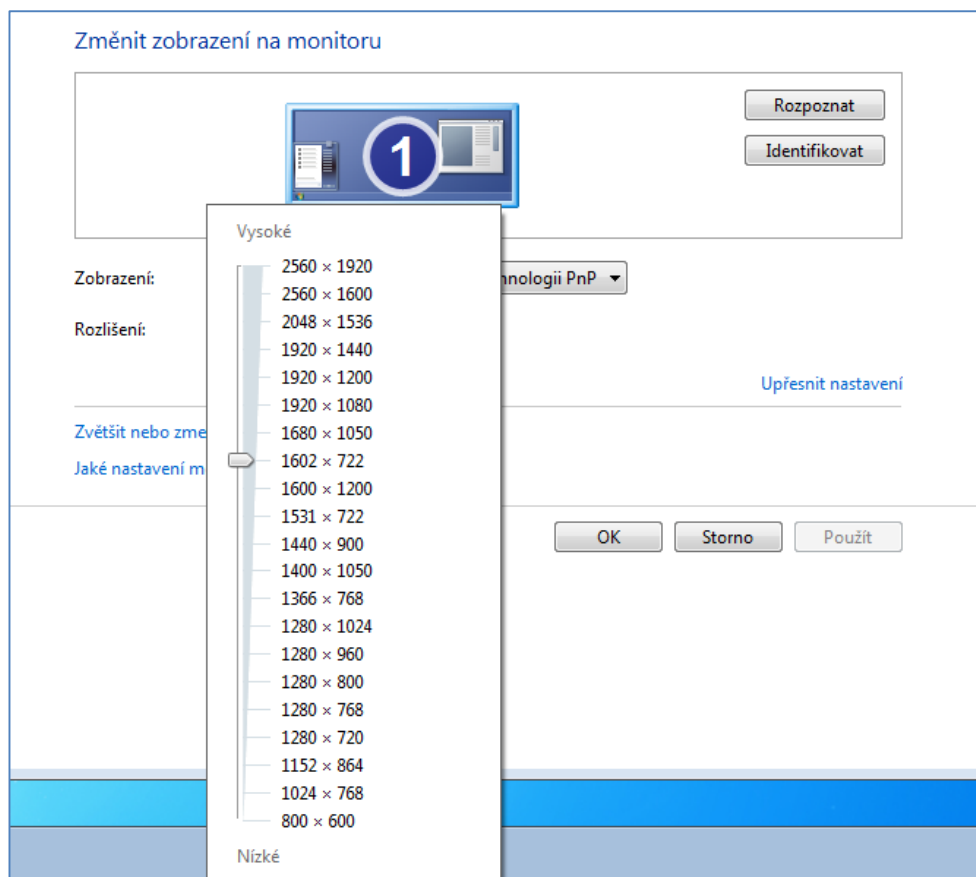 Změnit zobrazení na monitoru
1
Rozpoznat
Identifikovat
Zobrazení:
PnP
Rozlišení:
Vysoké
2560 × 1920
2560 × 1600
2048 × 1536
1920 × 1440
1920 × 1200
1920 × 1080
1680 × 1050
1602 × 722
1600 × 1200
1531 × 722
1440 × 900
1400 × 1050
1366 × 768
1280 × 1024
1280 × 960
1280 × 800
1280 × 768
1280 × 720
1152 × 864
1024 × 768
800 × 600
Nízké
Upřesnit nastavení
Zvětšit nebo zme
Jaké nastavení m
OK
Storno
Použít